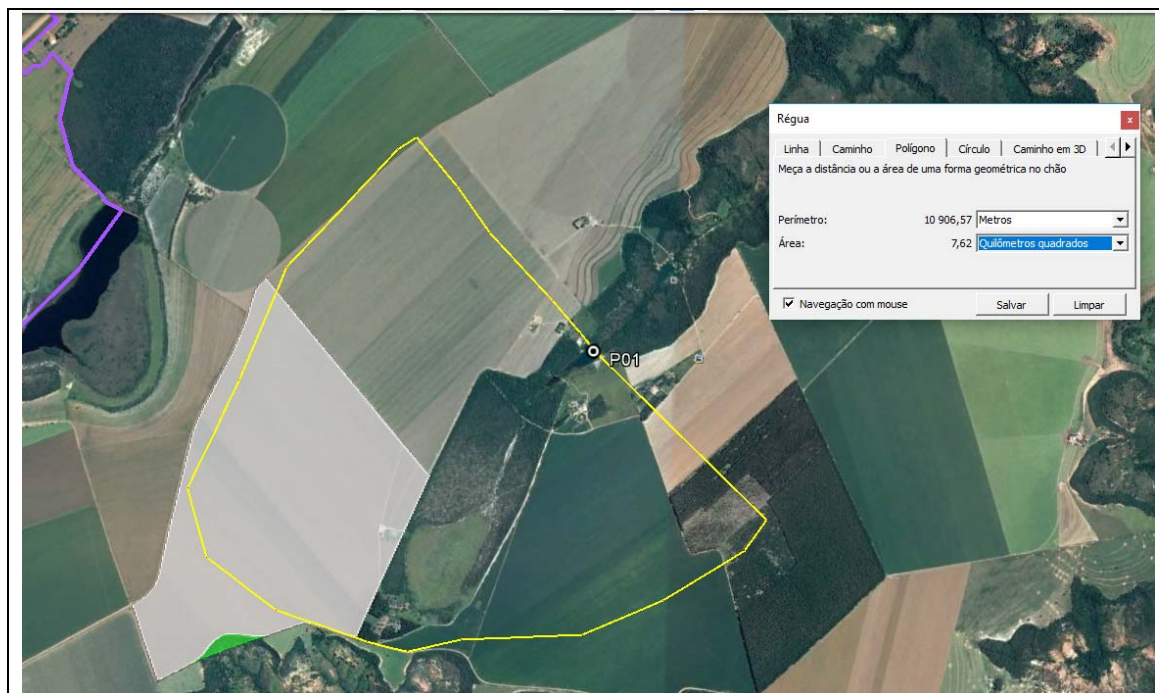 Régua
x
Linha
Caminho
Polígono
Círculo
Caminho em 3D
Meça a distância ou a área de uma forma geométrica no chão
Perímetro: 10 906,57 Metros
Área: 7,62 Quilômetros quadrados
Navegação com mouse
Salvar
Limpar
P01